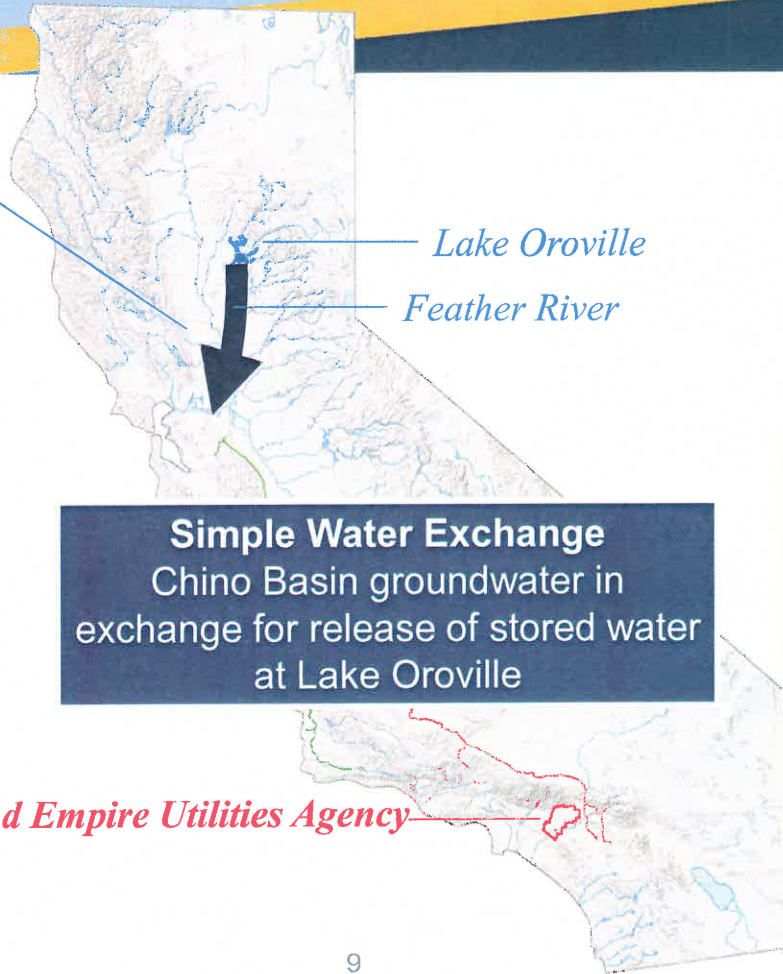 Lake Oroville
Feather River
Simple Water Exchange
Chino Basin groundwater in
exchange for release of stored water
at Lake Oroville
d Empire Utilities Agency
9